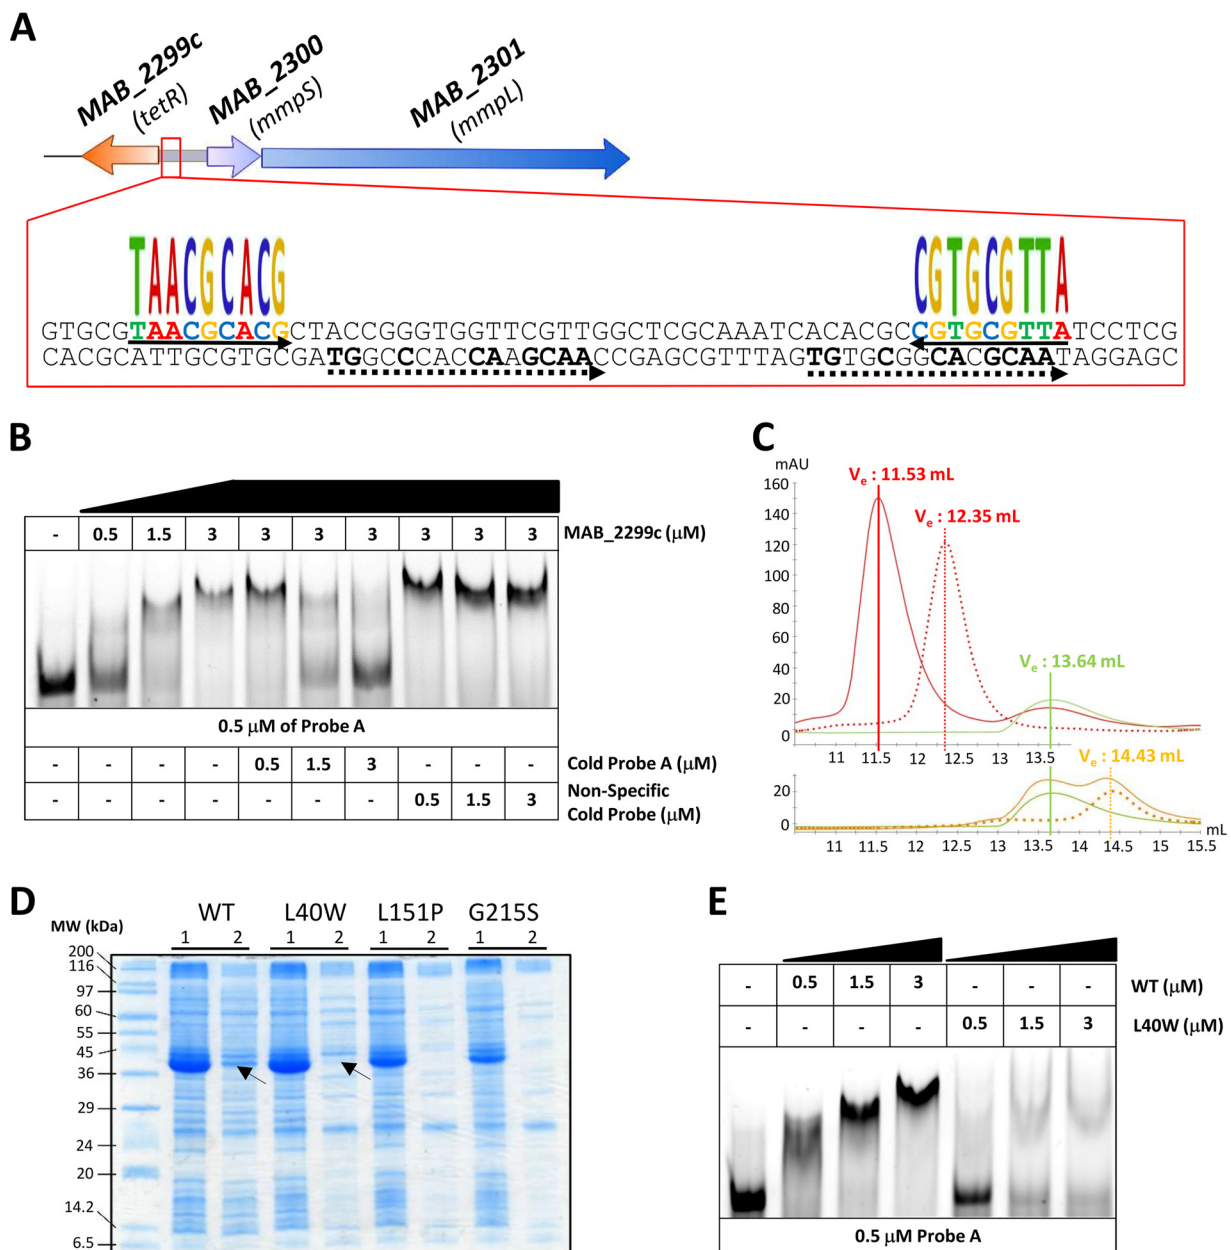 A
MAB_2299c
(tetR)
MAB_2300
(mmpS)
MAB_2301
(mmpL)
TAACGCACG CGTGCGTTA
GTGCGTAACGCACGCTACCGGGTGGTTCGTTGGCTCGCAAATCACACGCCGTGCGTTATCCTCG
CACGCATTGCGTGCGATGGCCCACCAAGCAACCGAGCGTTTAGTGTGCGGCACGCAATAGGAGC
B
- 0.5 1.5 3 3 3 3 3 3 3 MAB_2299c (μM)
0.5 μM of Probe A
- - - - 0.5 1.5 3 - - - Cold Probe A (μM)
- - - - - - - 0.5 1.5 3 Non-Specific Cold Probe (μM)
C
mAU
160
140
120
100
80
60
40
20
0
Ve : 11.53 mL
Ve : 12.35 mL
Ve : 13.64 mL
11 11.5 12 12.5 13 13.5
Ve : 14.43 mL
20
0
mL
11 11.5 12 12.5 13 13.5 14 14.5 15 15.5
D
WT L40W L151P G215S
MW (kDa)
1 2 1 2 1 2 1 2
200
116
97
60
55
45
36
29
24
20
14.2
6.5
E
- 0.5 1.5 3 - - - WT (μM)
- - - - 0.5 1.5 3 L40W (μM)
0.5 μM Probe A